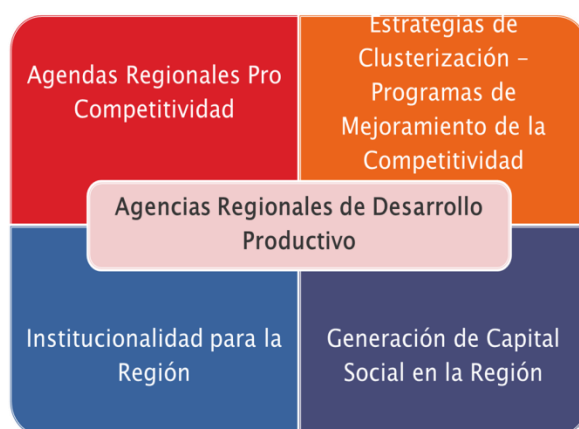 Agendas Regionales Pro
Competitividad
Estrategias de
Clusterización –
Programas de
Mejoramiento de la
Competitividad
Agencias Regionales de Desarrollo
Productivo
Institucionalidad para la
Región
Generación de Capital
Social en la Región